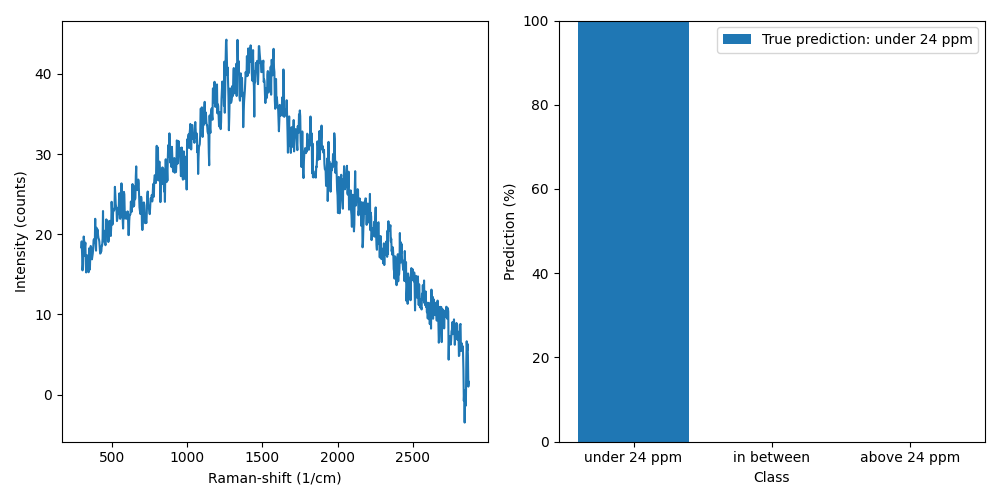 40
30
20
10
0
500 1000 1500 2000 2500
Raman-shift (1/cm)
Intensity (counts)
100
80
60
40
20
0
under 24 ppm in between above 24 ppm
Class
Prediction (%)
True prediction: under 24 ppm